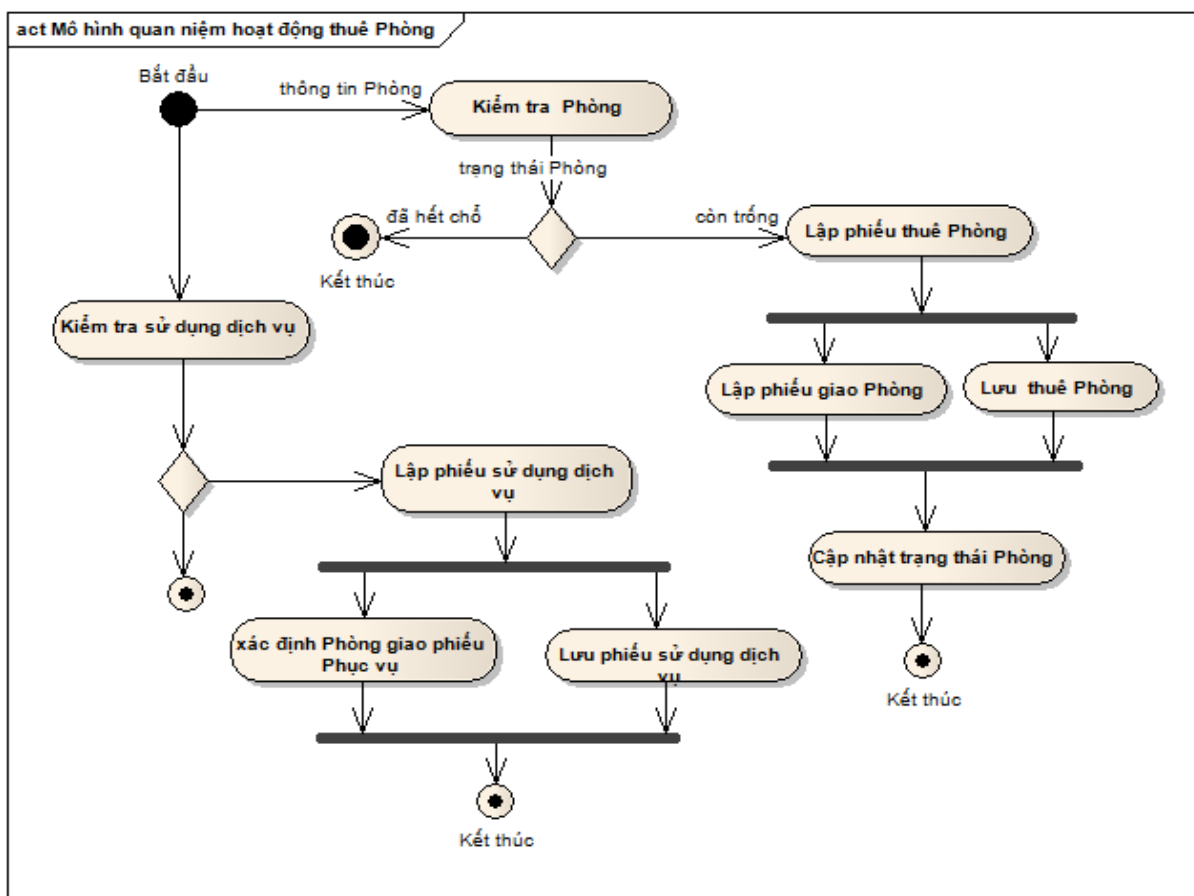 act Mô hình quan niệm hoạt động thuê Phòng
Bắt đầu
thông tin Phòng
Kiểm tra Phòng
trạng thái Phòng
đã hết chổ
còn trống
Lập phiếu thuê Phòng
Kết thúc
Kiểm tra sử dụng dịch vụ
Lập phiếu giao Phòng
Lưu thuê Phòng
Lập phiếu sử dụng dịch
vụ
Cập nhật trạng thái Phòng
xác định Phòng giao phiếu
Phục vụ
Lưu phiếu sử dụng dịch
vụ
Kết thúc
Kết thúc